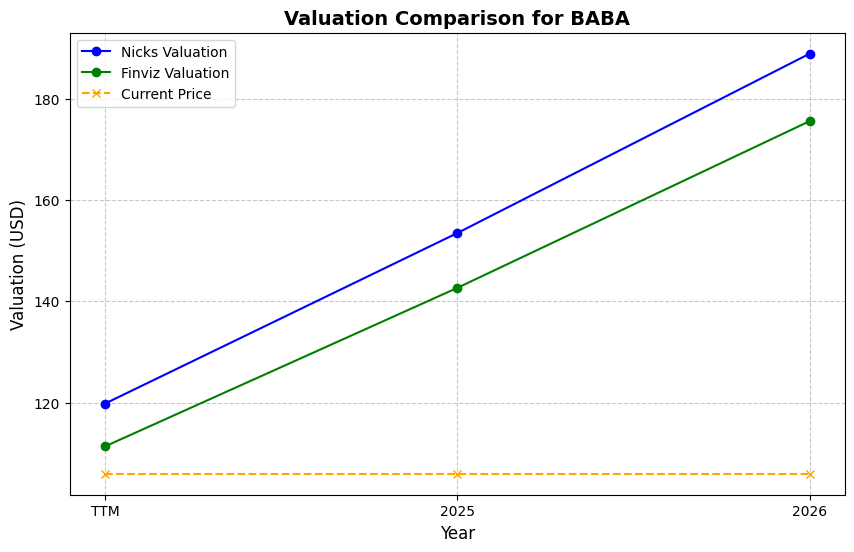 Valuation Comparison for BABA
Nicks Valuation
Finviz Valuation
Current Price
Valuation (USD)
180
160
140
120
TTM
2025
2026
Year